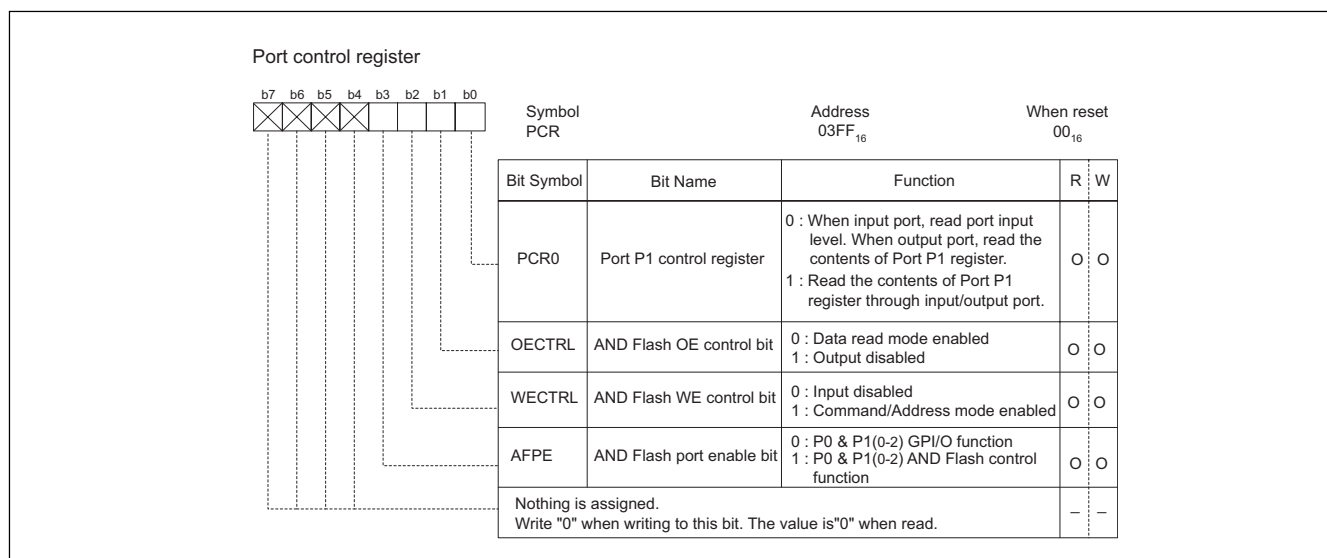 Port control register
b7 b6 b5 b4 b3 b2 b1 b0
Symbol Address When reset
PCR 03FF16 0016
Bit Symbol Bit Name Function R W
PCR0 Port P1 control register 0 : When input port, read port input
level. When output port, read the
contents of Port P1 register.
1 : Read the contents of Port P1
register through input/output port.
O O
OECTRL AND Flash OE control bit 0 : Data read mode enabled
1 : Output disabled
O O
WECTRL AND Flash WE control bit 0 : Input disabled
1 : Command/Address mode enabled
O O
AFPE AND Flash port enable bit 0 : P0 & P1(0-2) GPI/O function
1 : P0 & P1(0-2) AND Flash control
function
O O
Nothing is assigned.
Write "0" when writing to this bit. The value is"0" when read.
– –